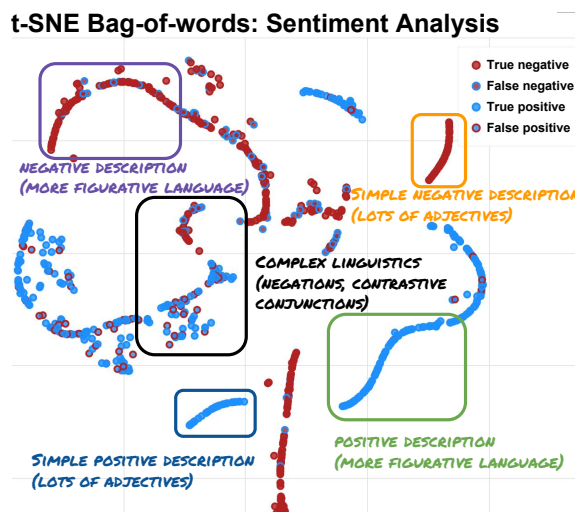 t-SNE Bag-of-words: Sentiment Analysis
True negative
False negative
True positive
False positive
NEGATIVE DESCRIPTION
(MORE FIGURATIVE LANGUAGE)
SIMPLE NEGATIVE DESCRIPTION
(LOTS OF ADJECTIVES)
COMPLEX LINGUISTICS
(NEGATIONS, CONTRASTIVE
CONJUNCTIONS)
SIMPLE POSITIVE DESCRIPTION
(LOTS OF ADJECTIVES)
POSITIVE DESCRIPTION
(MORE FIGURATIVE LANGUAGE)